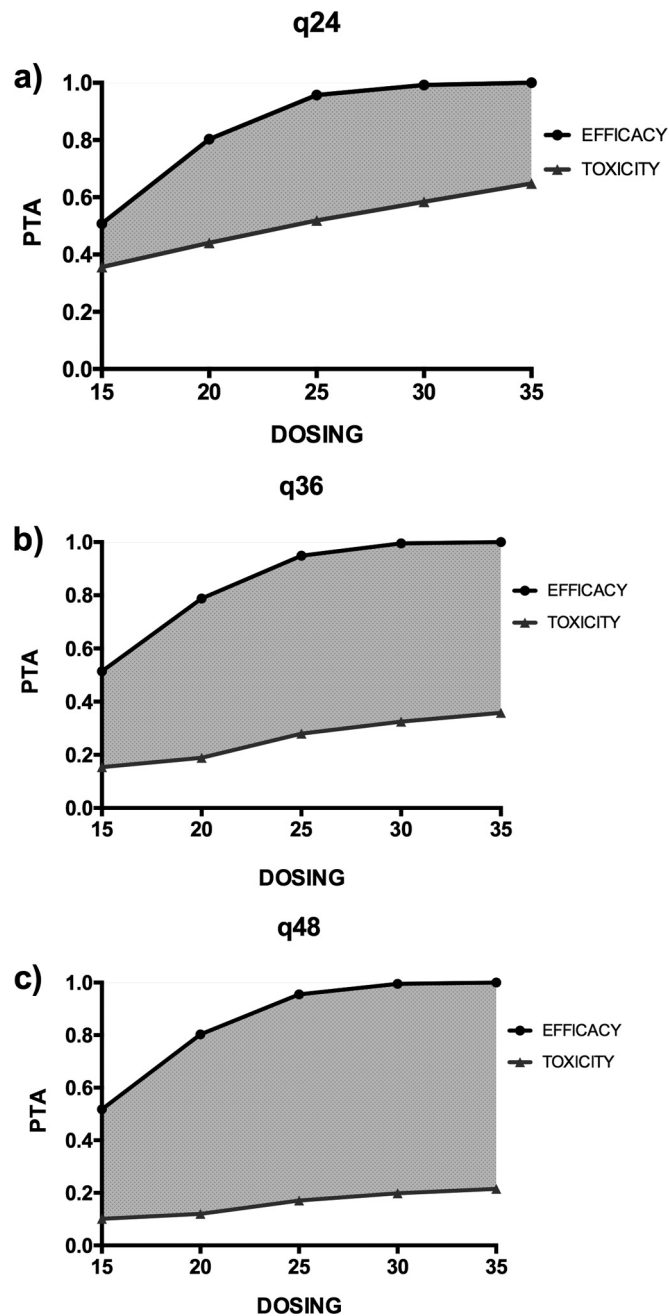 q24
a)
1.0
0.8
0.6
0.4
0.2
0.0
PTA
15 20 25 30 35
DOSING
EFFICACY
TOXICITY
q36
b)
1.0
0.8
0.6
0.4
0.2
0.0
PTA
15 20 25 30 35
DOSING
EFFICACY
TOXICITY
q48
c)
1.0
0.8
0.6
0.4
0.2
0.0
PTA
15 20 25 30 35
DOSING
EFFICACY
TOXICITY